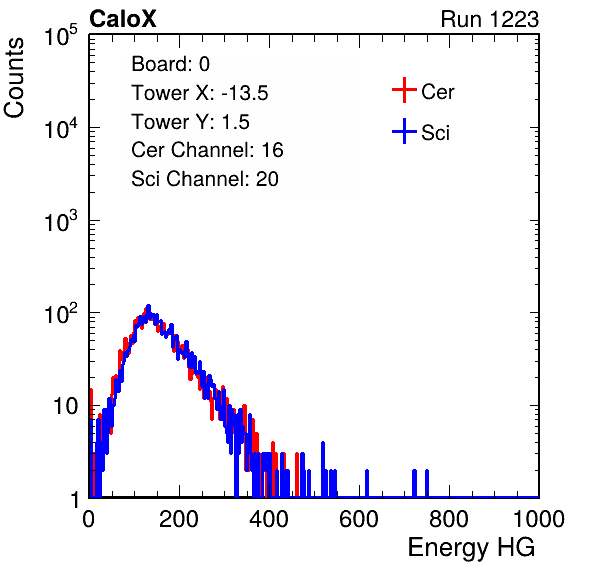 CaloX Run 1223
Board: 0
Tower X: -13.5
Tower Y: 1.5
Cer Channel: 16
Sci Channel: 20
Cer
Sci
Counts
10^5
10^4
10^3
10^2
10
1
0 200 400 600 800 1000
Energy HG